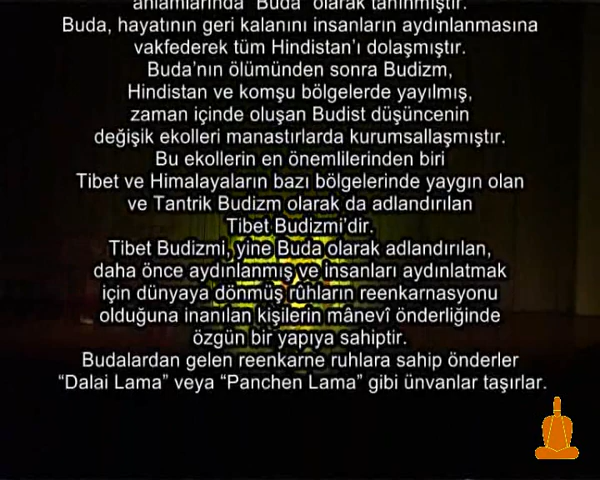 anlamlarında "Buda" olarak tanınmıştır.
Buda, hayatının geri kalanını insanların aydınlanmasına
vakfederek tüm Hindistan'ı dolaşmıştır.
Buda'nın ölümünden sonra Budizm,
Hindistan ve komşu bölgelerde yayılmış,
zaman içinde oluşan Budist düşüncenin
değişik ekolleri manastırlarda kurumsallaşmıştır.
Bu ekollerin en önemlilerinden biri
Tibet ve Himalayaların bazı bölgelerinde yaygın olan
ve Tantrik Budizm olarak da adlandırılan
Tibet Budizmi'dir.
Tibet Budizmi, yine Buda olarak adlandırılan,
daha önce aydınlanmış ve insanları aydınlatmak
için dünyaya dönmüş rûhların reenkarnasyonu
olduğuna inanılan kişilerin mânevî önderliğinde
özgün bir yapıya sahiptir.
Budalardan gelen reenkarne ruhlara sahip önderler
“Dalai Lama” veya “Panchen Lama” gibi ünvanlar taşırlar.